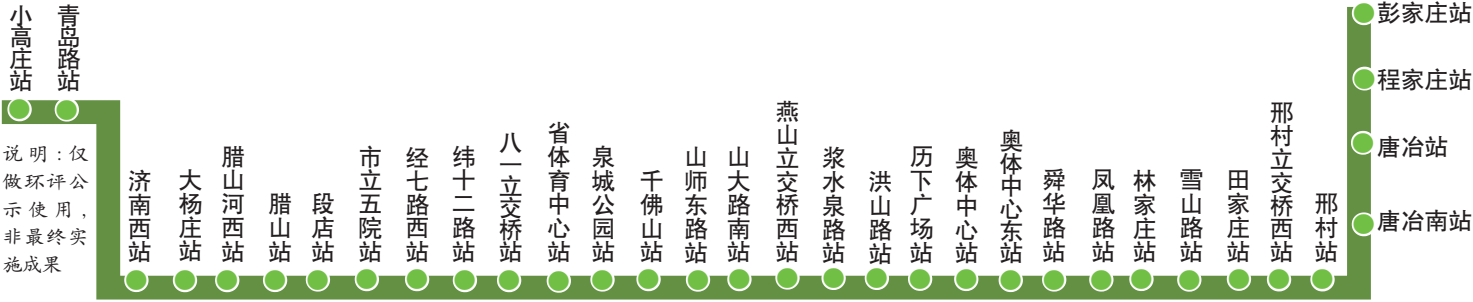 小高庄站
青岛路站
说明:仅
做环评公
示使用,
非最终实
施成果
济南西站
大杨庄站
腊山河西站
腊山站
段店站
市立五院站
经七路西站
纬十二路站
八一立交桥站
省体育中心站
泉城公园站
千佛山站
山师东路站
山大路南站
燕山立交桥西站
浆水泉路站
洪山路站
历下广场站
奥体中心站
奥体中心东站
舜华路站
凤凰路站
林家庄站
雪山路站
田家庄站
邢村立交桥西站
邢村站
彭家庄站
程家庄站
唐冶站
唐冶南站